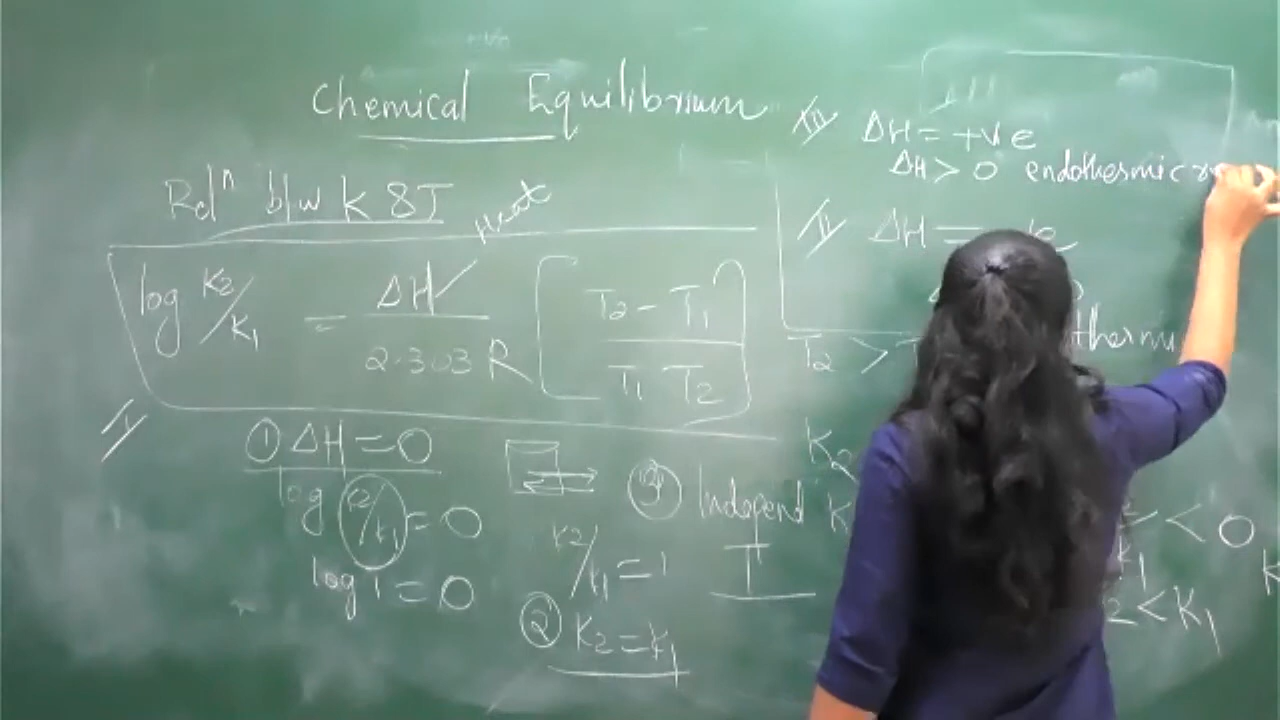 Chemical Equilibrium
Relⁿ b/w K & T
Heat
log K2/K1 = ΔH / 2.303 R [ T2 - T1 / T1 T2 ]
I
① ΔH = 0
log K2/K1 = 0
log 1 = 0
K2/K1 = 1
② K2 = K1
③ Independ
T
III ΔH = +ve
ΔH > 0 endothermic
II ΔH =
T2 >
K2
K
< 0
K1
2 < K1